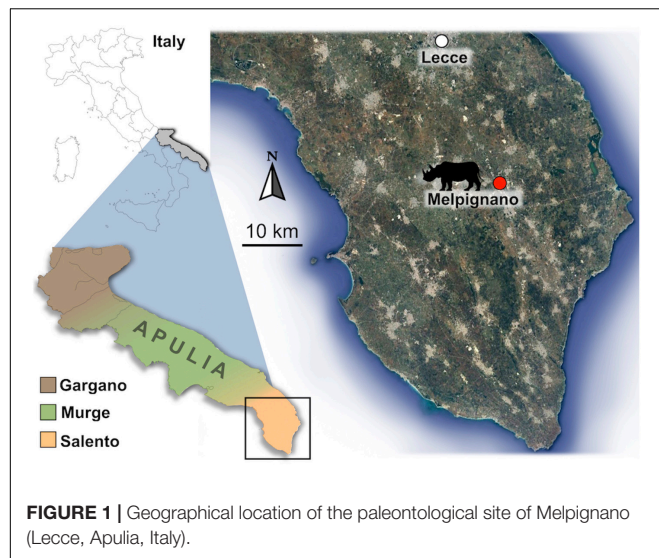 Italy
Lecce
N
Melpignano
10 km
APULIA
Gargano
Murge
Salento
FIGURE 1 | Geographical location of the paleontological site of Melpignano
(Lecce, Apulia, Italy).